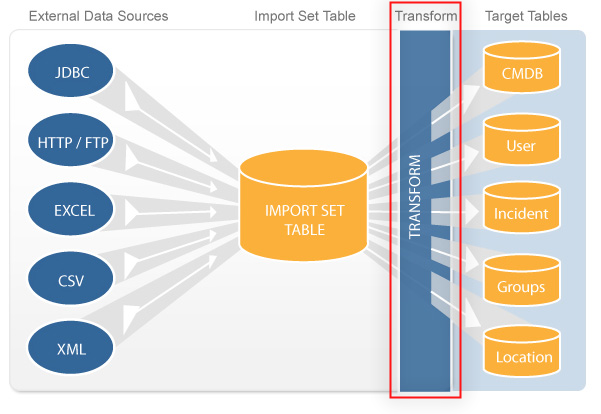 External Data Sources
Import Set Table
Transform
Target Tables
JDBC
HTTP / FTP
EXCEL
CSV
XML
IMPORT SET
TABLE
TRANSFORM
CMDB
User
Incident
Groups
Location